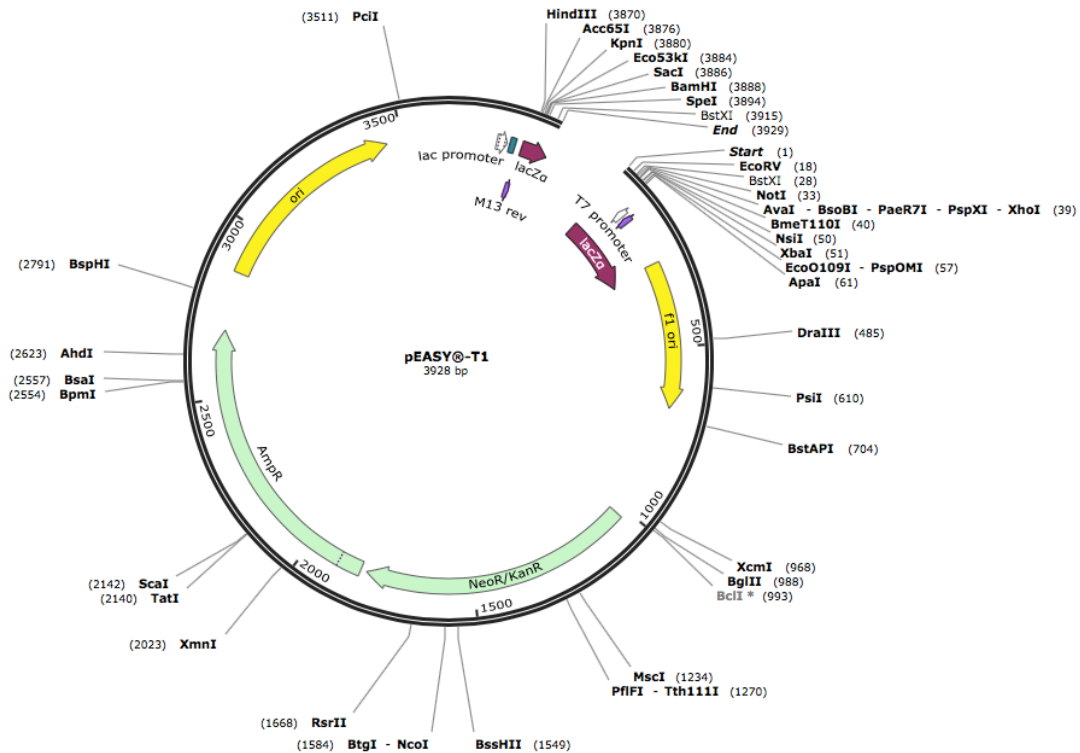 (3511) PciI
HindIII (3870)
Acc65I (3876)
KpnI (3880)
Eco53kI (3884)
SacI (3886)
BamHI (3888)
SpeI (3894)
BstXI (3915)
End (3929)
Start (1)
EcoRV (18)
BstXI (28)
NotI (33)
AvaI - BsoBI - PaeR7I - PspXI - XhoI (39)
BmeT110I (40)
NsiI (50)
XbaI (51)
EcoO109I - PspOMI (57)
ApaI (61)
DraIII (485)
PsiI (610)
BstAPI (704)
XcmI (968)
BglII (988)
BclI * (993)
MscI (1234)
PflFI - Tth111I (1270)
BssHII (1549)
(1584) BtgI - NcoI
(1668) RsrII
(2023) XmnI
(2140) TatI
(2142) ScaI
(2554) BpmI
(2557) BsaI
(2623) AhdI
(2791) BspHI
lac promoter
lacZα
M13 rev
T7 promoter
lacZα
f1 ori
NeoR/KanR
AmpR
ori
500
1000
1500
2000
2500
3000
3500
pEASY®-T1
3928 bp